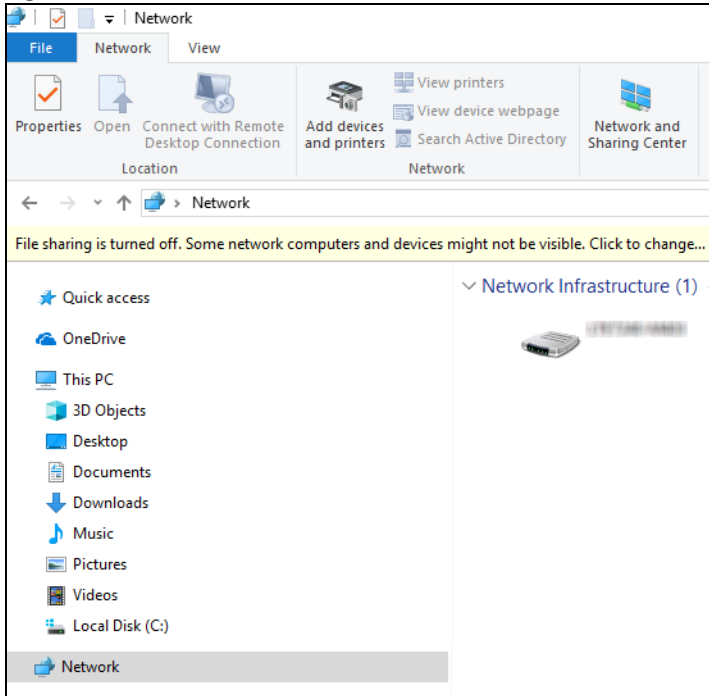 Network
File Network View
Properties Open Connect with Remote Desktop Connection Add devices and printers View printers
View device webpage
Search Active Directory
Network and Sharing Center
Location Network
Network
File sharing is turned off. Some network computers and devices might not be visible. Click to change...
Quick access
OneDrive
This PC
3D Objects
Desktop
Documents
Downloads
Music
Pictures
Videos
Local Disk (C:)
Network
Network Infrastructure (1)